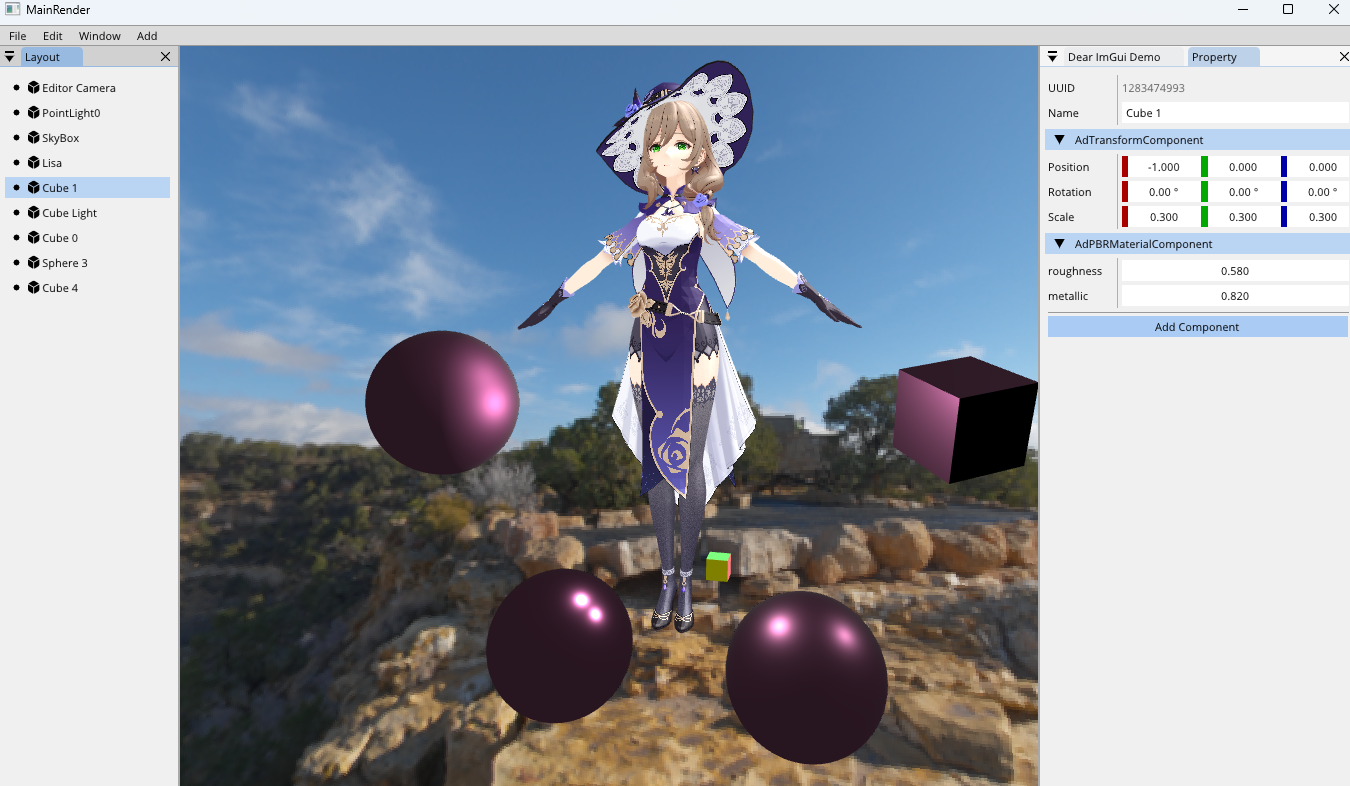 MainRender
File Edit Window Add
Layout
Editor Camera
PointLight0
SkyBox
Lisa
Cube 1
Cube Light
Cube 0
Sphere 3
Cube 4
Dear ImGui Demo Property
UUID 1283474993
Name Cube 1
AdTransformComponent
Position -1.000 0.000 0.000
Rotation 0.00 ° 0.00 ° 0.00 °
Scale 0.300 0.300 0.300
AdPBRMaterialComponent
roughness 0.580
metallic 0.820
Add Component